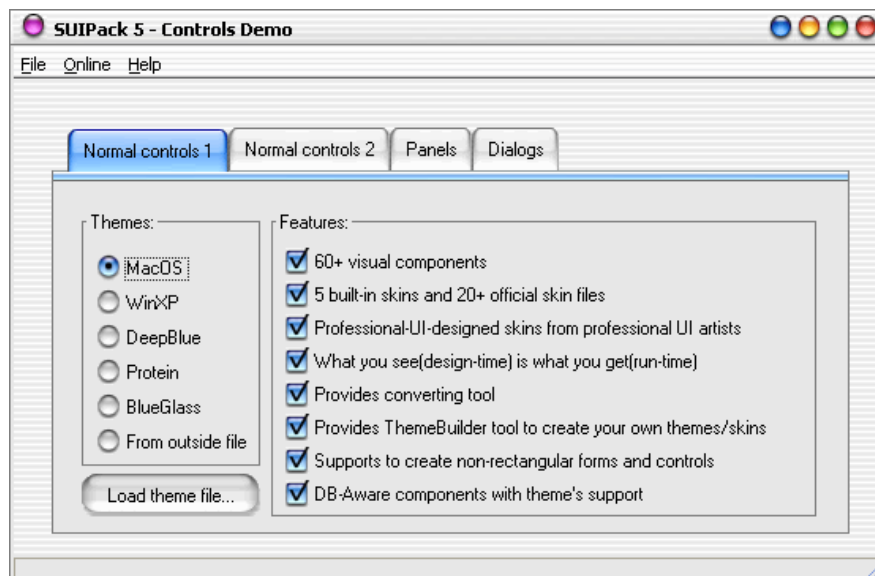 SUIPack 5 - Controls Demo
File Online Help
Normal controls 1 Normal controls 2 Panels Dialogs
Themes:
MacOS
WinXP
DeepBlue
Protein
BlueGlass
From outside file
Load theme file...
Features:
60+ visual components
5 built-in skins and 20+ official skin files
Professional-UI-designed skins from professional UI artists
What you see(design-time) is what you get(run-time)
Provides converting tool
Provides ThemeBuilder tool to create your own themes/skins
Supports to create non-rectangular forms and controls
DB-Aware components with theme's support